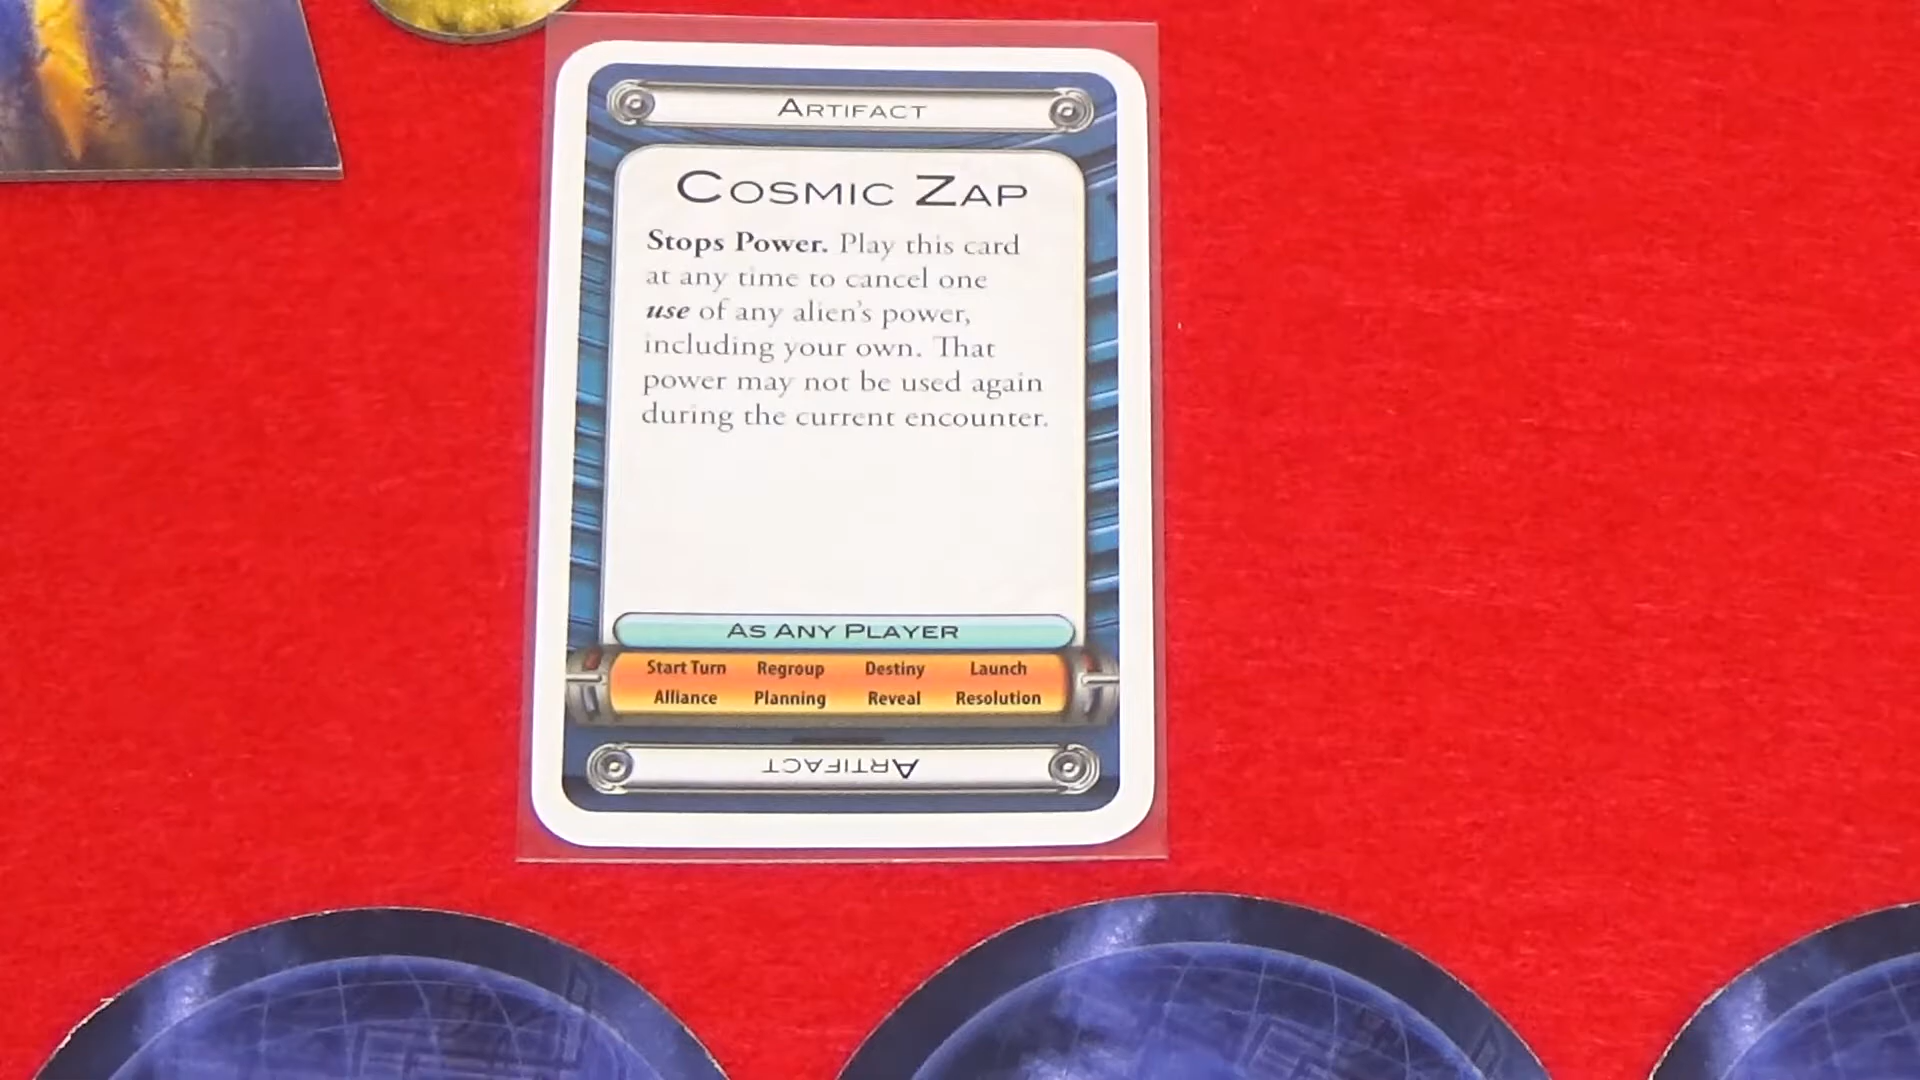 ARTIFACT
COSMIC ZAP
Stops Power. Play this card
at any time to cancel one
use of any alien's power,
including your own. That
power may not be used again
during the current encounter.
AS ANY PLAYER
Start Turn Regroup Destiny Launch
Alliance Planning Reveal Resolution
ARTIFACT